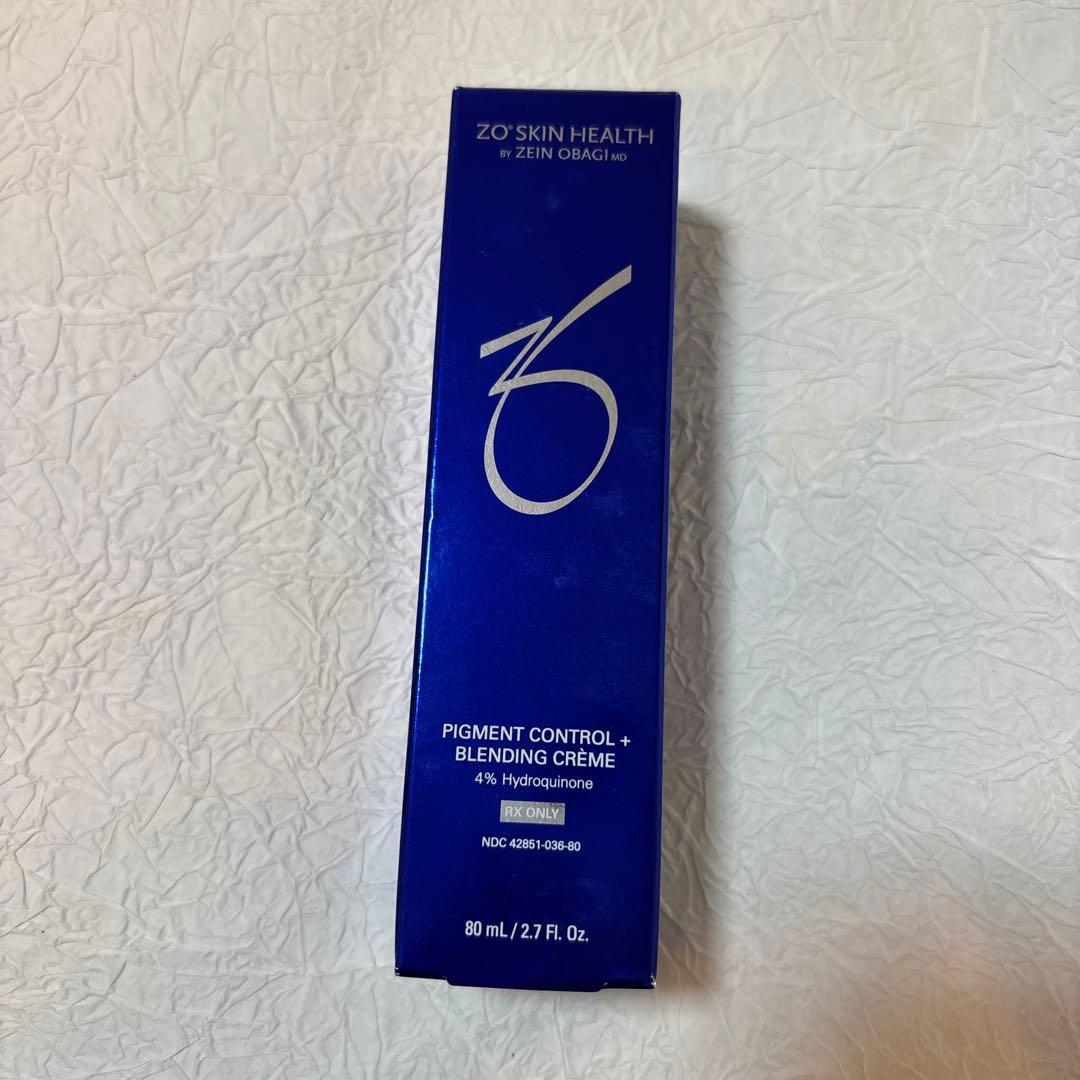 ZO® SKIN HEALTH
BY ZEIN OBAGI MD
PIGMENT CONTROL +
BLENDING CRÈME
4% Hydroquinone
RX ONLY
NDC 42851-036-80
80 mL / 2.7 Fl. Oz.